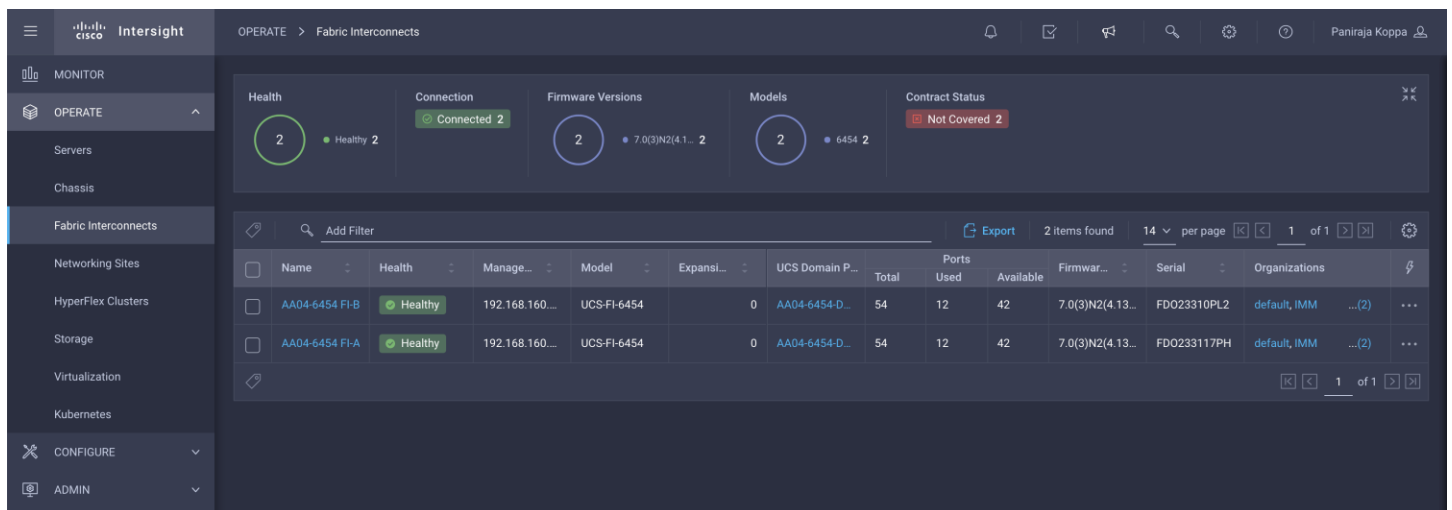 cisco Intersight
OPERATE > Fabric Interconnects
Paniraja Koppa
MONITOR
OPERATE
Servers
Chassis
Fabric Interconnects
Networking Sites
HyperFlex Clusters
Storage
Virtualization
Kubernetes
CONFIGURE
ADMIN
Health
2
Healthy 2
Connection
Connected 2
Firmware Versions
2
7.0(3)N2(4.1... 2
Models
2
6454 2
Contract Status
Not Covered 2
Add Filter
Export 2 items found 14 per page 1 of 1
Name Health Manage... Model Expansi... UCS Domain P... Ports Firmwar... Serial Organizations
Total Used Available
AA04-6454 FI-B Healthy 192.168.160.... UCS-FI-6454 0 AA04-6454-D... 54 12 42 7.0(3)N2(4.13... FDO23310PL2 default, IMM ...(2)
AA04-6454 FI-A Healthy 192.168.160.... UCS-FI-6454 0 AA04-6454-D... 54 12 42 7.0(3)N2(4.13... FDO233117PH default, IMM ...(2)
1 of 1